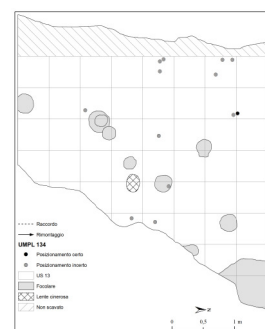 Raccordo
Rimontaggio
UMPL 134
Posizionamento certo
Posizionamento incerto
US 13
Focolare
Lente cinerosa
Non scavato
z
0 0,5 1 m